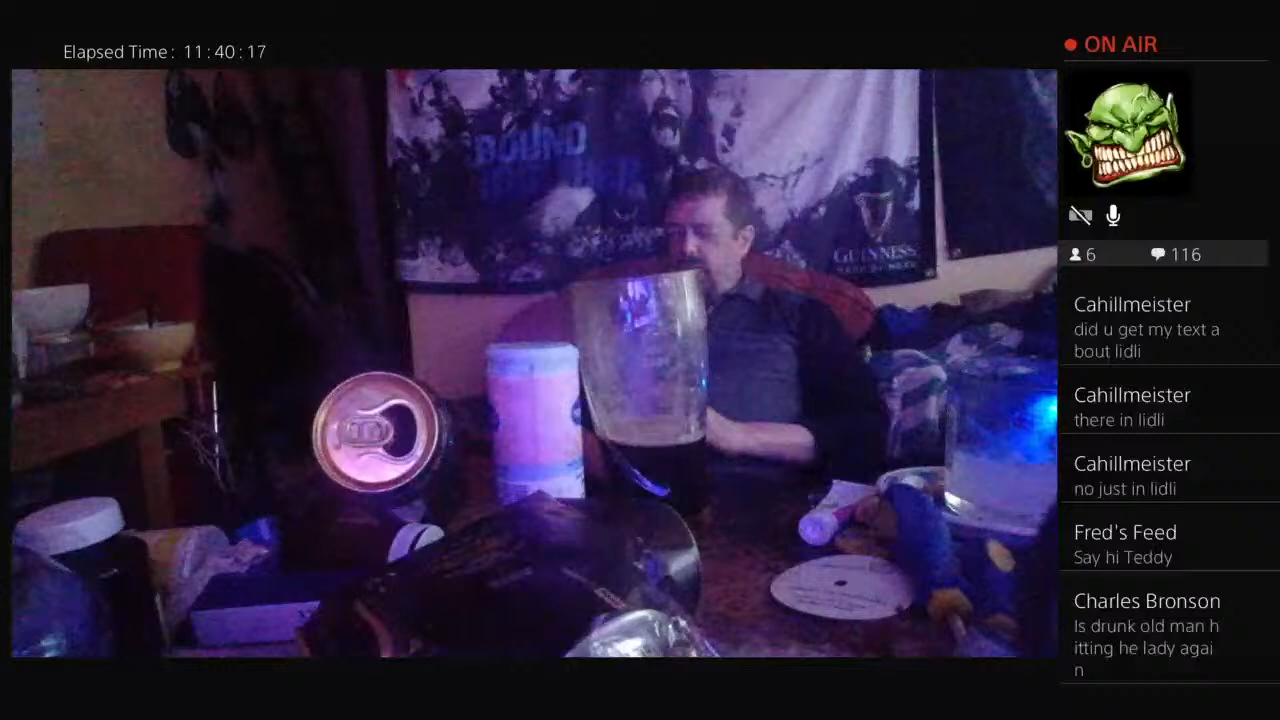 Elapsed Time: 11:40:17
ON AIR
BOUND
GUINNESS
6
116
Cahillmeister
did u get my text a
bout lidli
Cahillmeister
there in lidli
Cahillmeister
no just in lidli
Fred's Feed
Say hi Teddy
Charles Bronson
Is drunk old man h
itting he lady agai
n